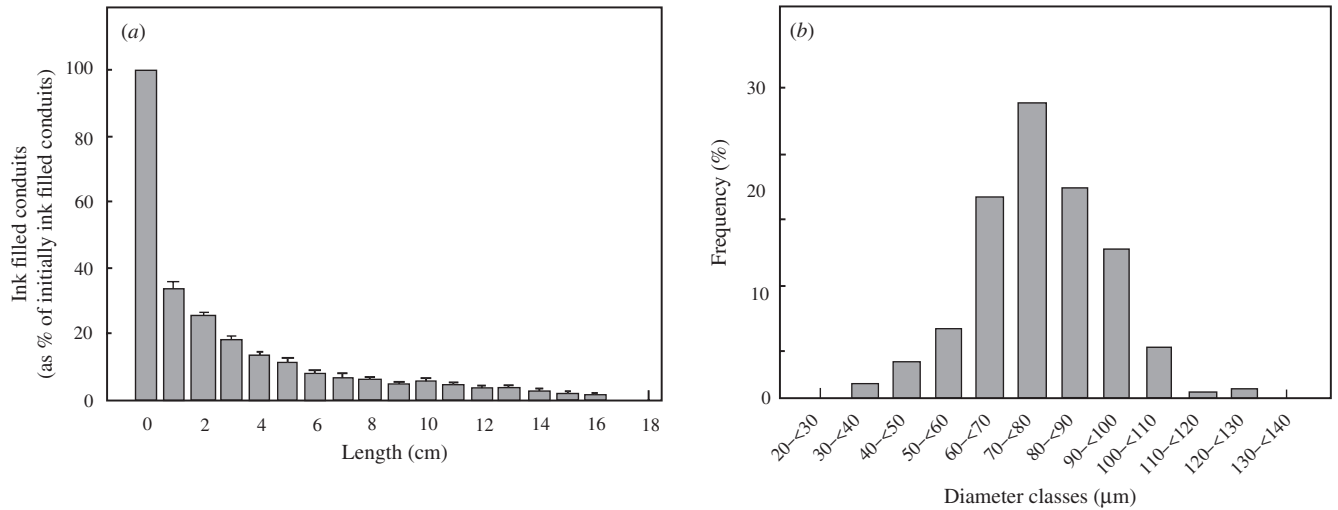 (a)
Ink filled conduits
(as % of initially ink filled conduits)
100
80
60
40
20
0
0 2 4 6 8 10 12 14 16 18
Length (cm)
(b)
Frequency (%)
30
20
10
0
20–<30
30–<40
40–<50
50–<60
60–<70
70–<80
80–<90
90–<100
100–<110
110–<120
120–<130
130–<140
Diameter classes (μm)